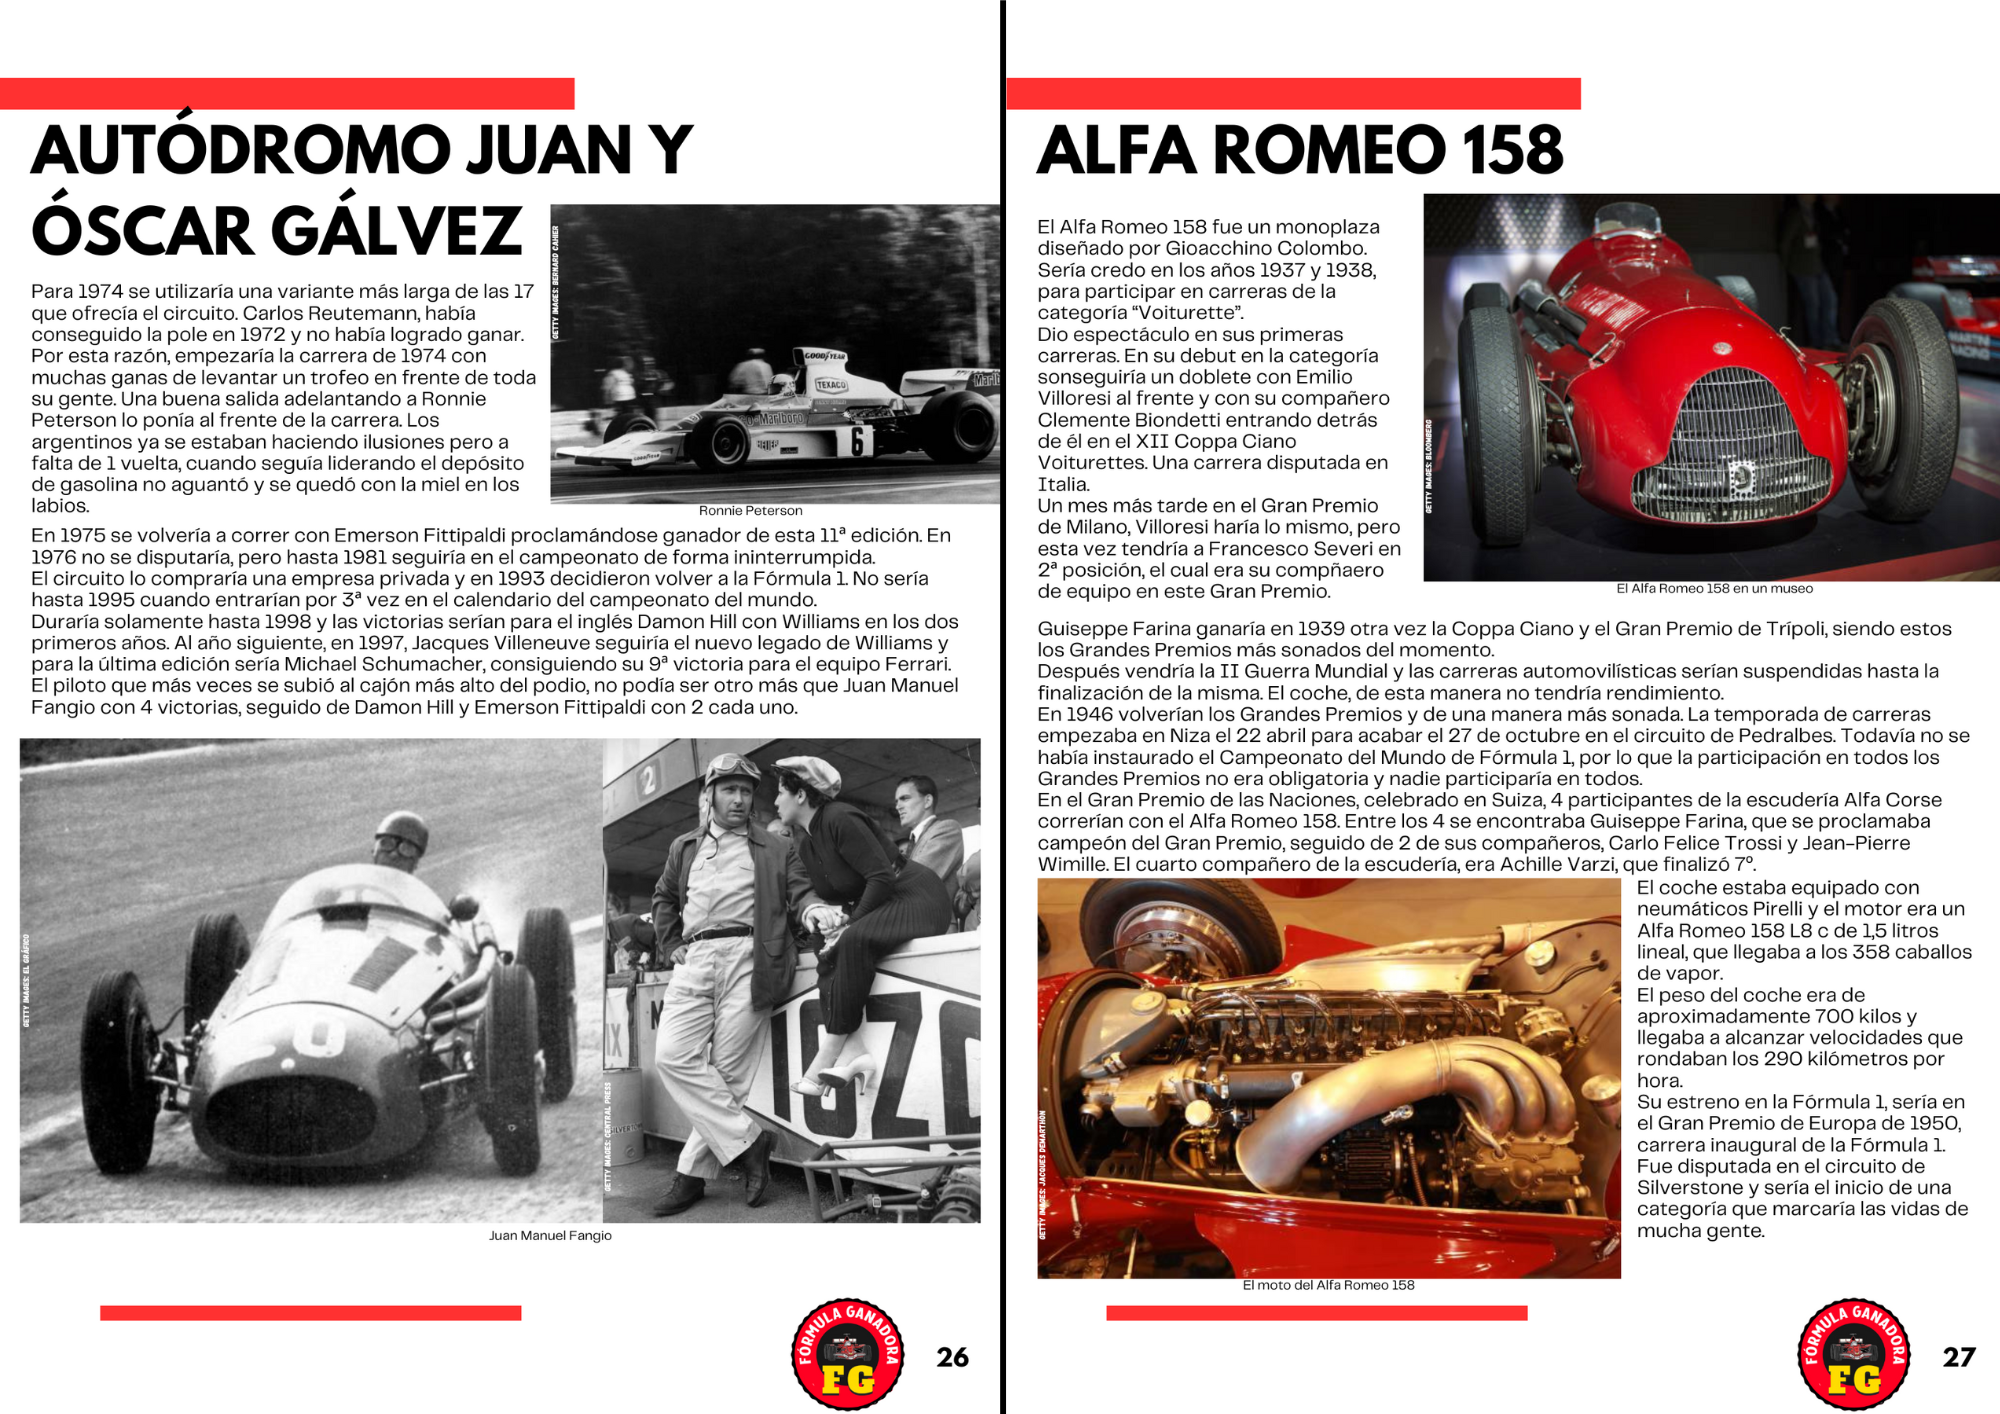 AUTÓDROMO JUAN Y
ÓSCAR GÁLVEZ
Para 1974 se utilizaría una variante más larga de las 17
que ofrecía el circuito. Carlos Reutemann, había
conseguido la pole en 1972 y no había logrado ganar.
Por esta razón, empezaría la carrera de 1974 con
muchas ganas de levantar un trofeo en frente de toda
su gente. Una buena salida adelantando a Ronnie
Peterson lo ponía al frente de la carrera. Los
argentinos ya se estaban haciendo ilusiones pero a
falta de 1 vuelta, cuando seguía liderando el depósito
de gasolina no aguantó y se quedó con la miel en los
labios.
GETTY IMAGES: BERNARD CAHIER
GOODYEAR
TEXACO
Marlboro
6
Ronnie Peterson
En 1975 se volvería a correr con Emerson Fittipaldi proclamándose ganador de esta 11ª edición. En
1976 no se disputaría, pero hasta 1981 seguiría en el campeonato de forma ininterrumpida.
El circuito lo compraría una empresa privada y en 1993 decidieron volver a la Fórmula 1. No sería
hasta 1995 cuando entrarían por 3ª vez en el calendario del campeonato del mundo.
Duraría solamente hasta 1998 y las victorias serían para el inglés Damon Hill con Williams en los dos
primeros años. Al año siguiente, en 1997, Jacques Villeneuve seguiría el nuevo legado de Williams y
para la última edición sería Michael Schumacher, consiguiendo su 9ª victoria para el equipo Ferrari.
El piloto que más veces se subió al cajón más alto del podio, no podía ser otro más que Juan Manuel
Fangio con 4 victorias, seguido de Damon Hill y Emerson Fittipaldi con 2 cada uno.
GETTY IMAGES: EL GRÁFICO
GETTY IMAGES: CENTRAL PRESS
2
Juan Manuel Fangio
FÓRMULA GANADORA
FG
26
ALFA ROMEO 158
El Alfa Romeo 158 fue un monoplaza
diseñado por Gioacchino Colombo.
Sería credo en los años 1937 y 1938,
para participar en carreras de la
categoría “Voiturette”.
Dio espectáculo en sus primeras
carreras. En su debut en la categoría
sonseguiría un doblete con Emilio
Villoresi al frente y con su compañero
Clemente Biondetti entrando detrás
de él en el XII Coppa Ciano
Voiturettes. Una carrera disputada en
Italia.
Un mes más tarde en el Gran Premio
de Milano, Villoresi haría lo mismo, pero
esta vez tendría a Francesco Severi en
2ª posición, el cual era su compñaero
de equipo en este Gran Premio.
GETTY IMAGES: BLOOMBERG
MARTINI
RACING
El Alfa Romeo 158 en un museo
Guiseppe Farina ganaría en 1939 otra vez la Coppa Ciano y el Gran Premio de Trípoli, siendo estos
los Grandes Premios más sonados del momento.
Después vendría la II Guerra Mundial y las carreras automovilísticas serían suspendidas hasta la
finalización de la misma. El coche, de esta manera no tendría rendimiento.
En 1946 volverían los Grandes Premios y de una manera más sonada. La temporada de carreras
empezaba en Niza el 22 abril para acabar el 27 de octubre en el circuito de Pedralbes. Todavía no se
había instaurado el Campeonato del Mundo de Fórmula 1, por lo que la participación en todos los
Grandes Premios no era obligatoria y nadie participaría en todos.
En el Gran Premio de las Naciones, celebrado en Suiza, 4 participantes de la escudería Alfa Corse
correrían con el Alfa Romeo 158. Entre los 4 se encontraba Guiseppe Farina, que se proclamaba
campeón del Gran Premio, seguido de 2 de sus compañeros, Carlo Felice Trossi y Jean-Pierre
Wimille. El cuarto compañero de la escudería, era Achille Varzi, que finalizó 7º.
GETTY IMAGES: JACQUES DEMARTHON
El moto del Alfa Romeo 158
El coche estaba equipado con
neumáticos Pirelli y el motor era un
Alfa Romeo 158 L8 c de 1,5 litros
lineal, que llegaba a los 358 caballos
de vapor.
El peso del coche era de
aproximadamente 700 kilos y
llegaba a alcanzar velocidades que
rondaban los 290 kilómetros por
hora.
Su estreno en la Fórmula 1, sería en
el Gran Premio de Europa de 1950,
carrera inaugural de la Fórmula 1.
Fue disputada en el circuito de
Silverstone y sería el inicio de una
categoría que marcaría las vidas de
mucha gente.
FÓRMULA GANADORA
FG
27